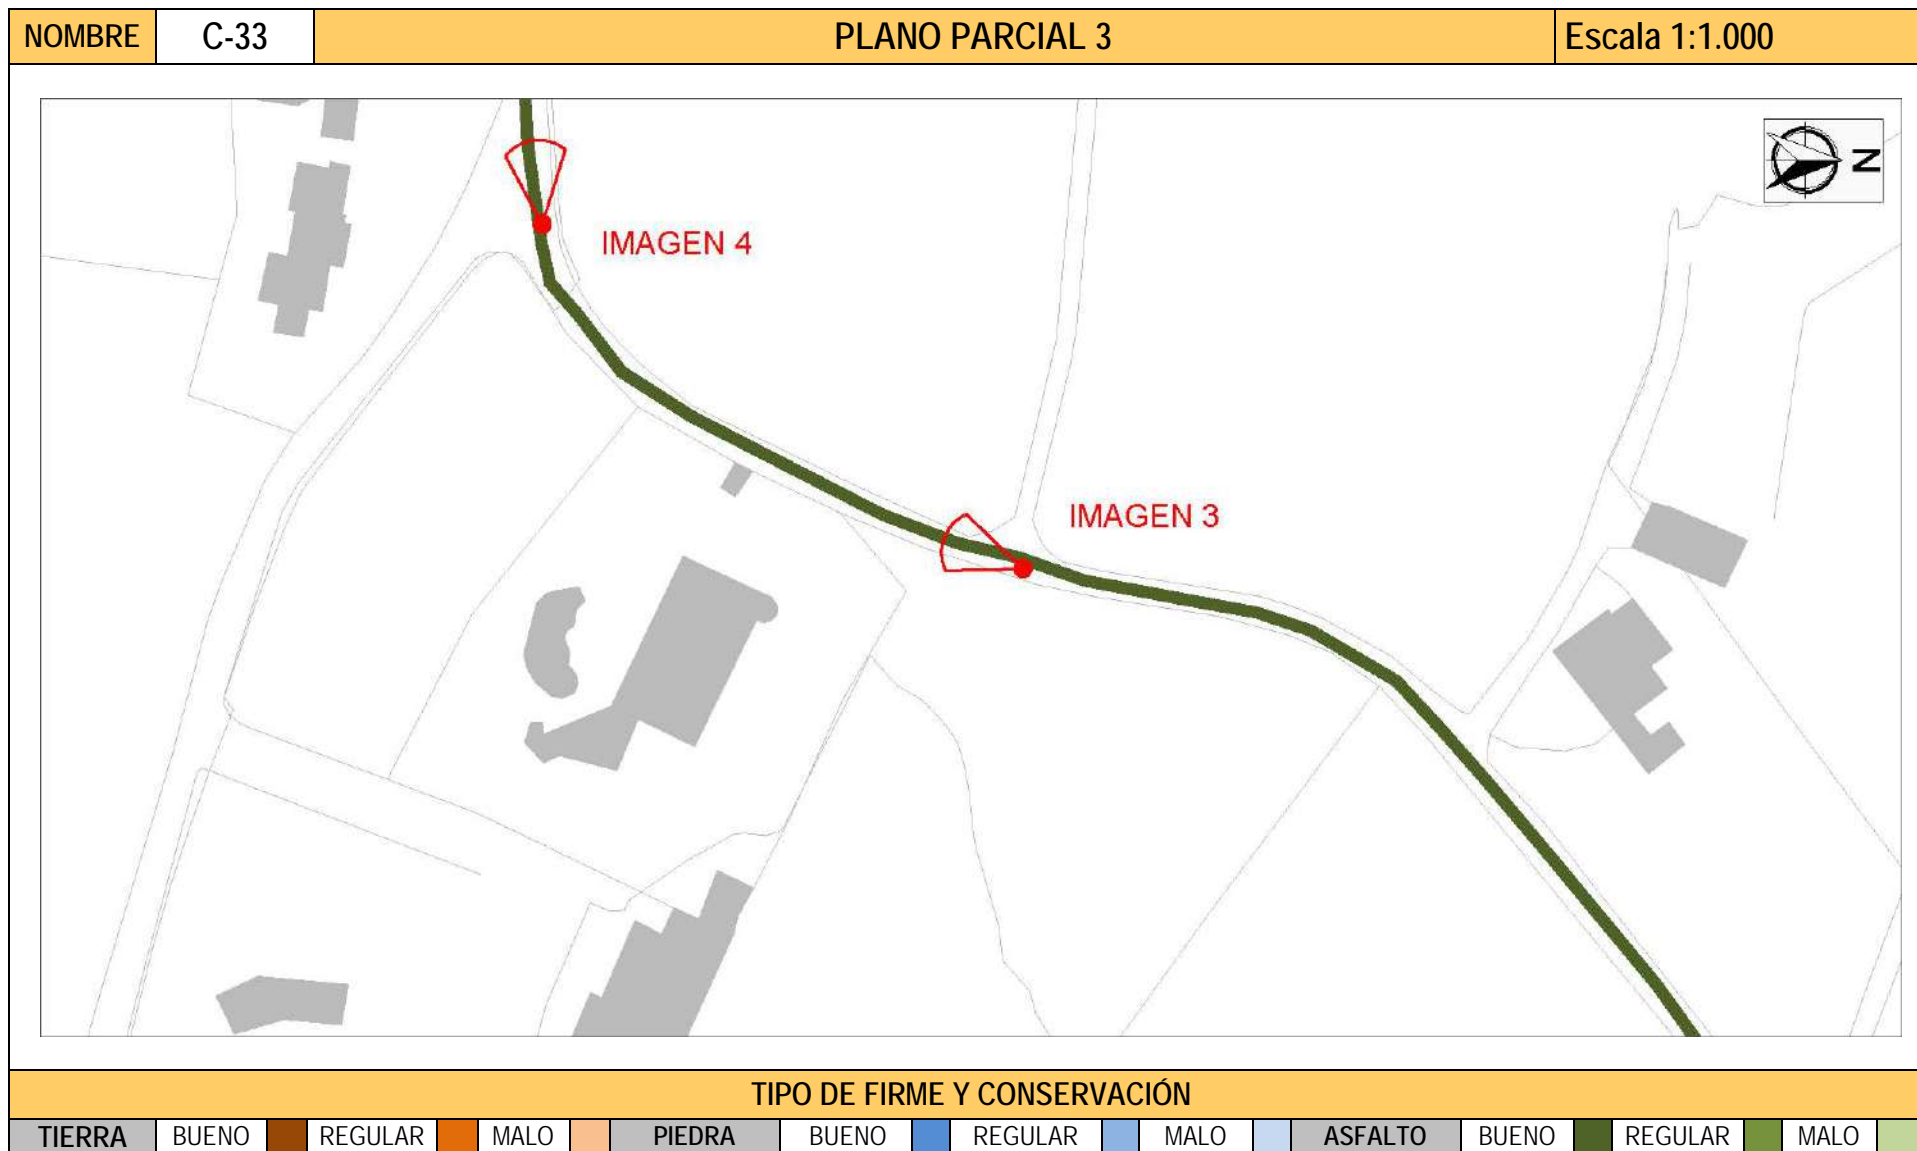 NOMBRE C-33 PLANO PARCIAL 3 Escala 1:1.000
N
IMAGEN 4
IMAGEN 3
TIPO DE FIRME Y CONSERVACIÓN
TIERRA BUENO REGULAR MALO PIEDRA BUENO REGULAR MALO ASFALTO BUENO REGULAR MALO